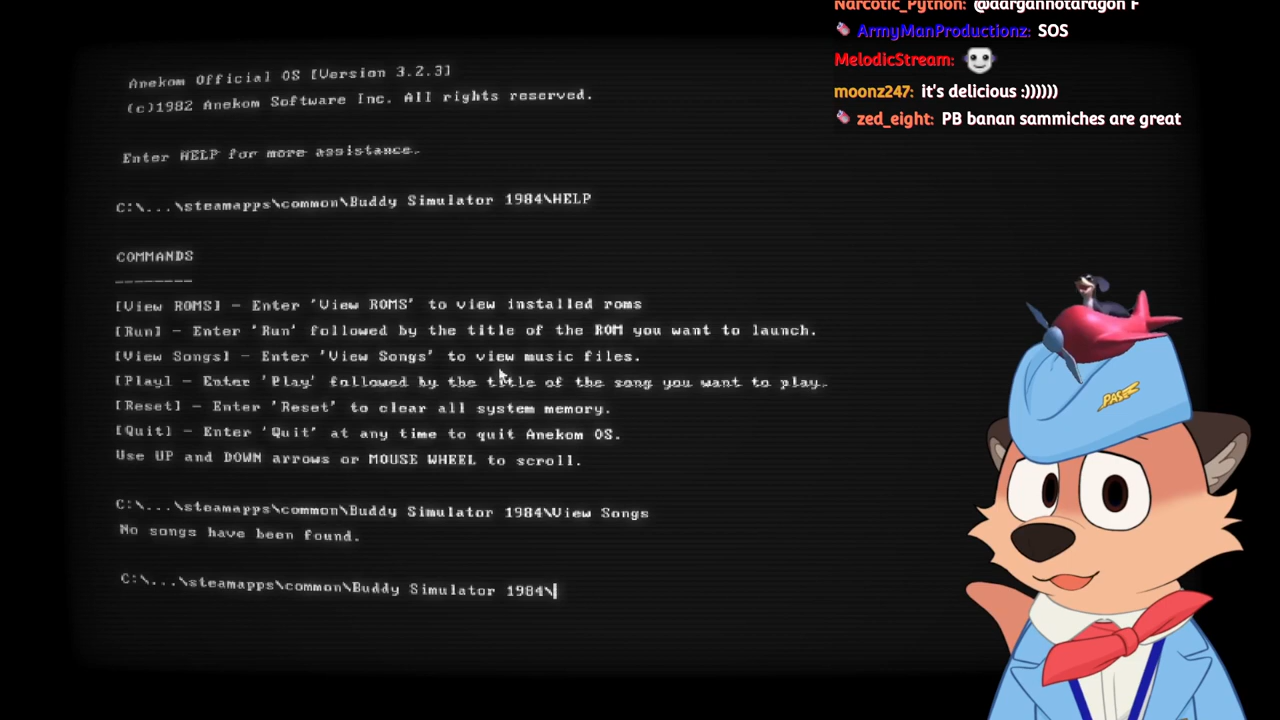 Anekom Official OS [Version 3.2.3]
(c)1982 Anekom Software Inc. All rights reserved.
Enter HELP for more assistance.
C:\...\steamapps\common\Buddy Simulator 1984\HELP
COMMANDS
--------
[View ROMS] - Enter 'View ROMS' to view installed roms
[Run] - Enter 'Run' followed by the title of the ROM you want to launch.
[View Songs] - Enter 'View Songs' to view music files.
[Play] - Enter 'Play' followed by the title of the song you want to play.
[Reset] - Enter 'Reset' to clear all system memory.
[Quit] - Enter 'Quit' at any time to quit Anekom OS.
Use UP and DOWN arrows or MOUSE WHEEL to scroll.
C:\...\steamapps\common\Buddy Simulator 1984\View Songs
No songs have been found.
C:\...\steamapps\common\Buddy Simulator 1984\
Narcotic_Python: @aargannotaragon F
ArmyManProductionz: SOS
MelodicStream:
moonz247: it's delicious :))))))
zed_eight: PB banan sammiches are great